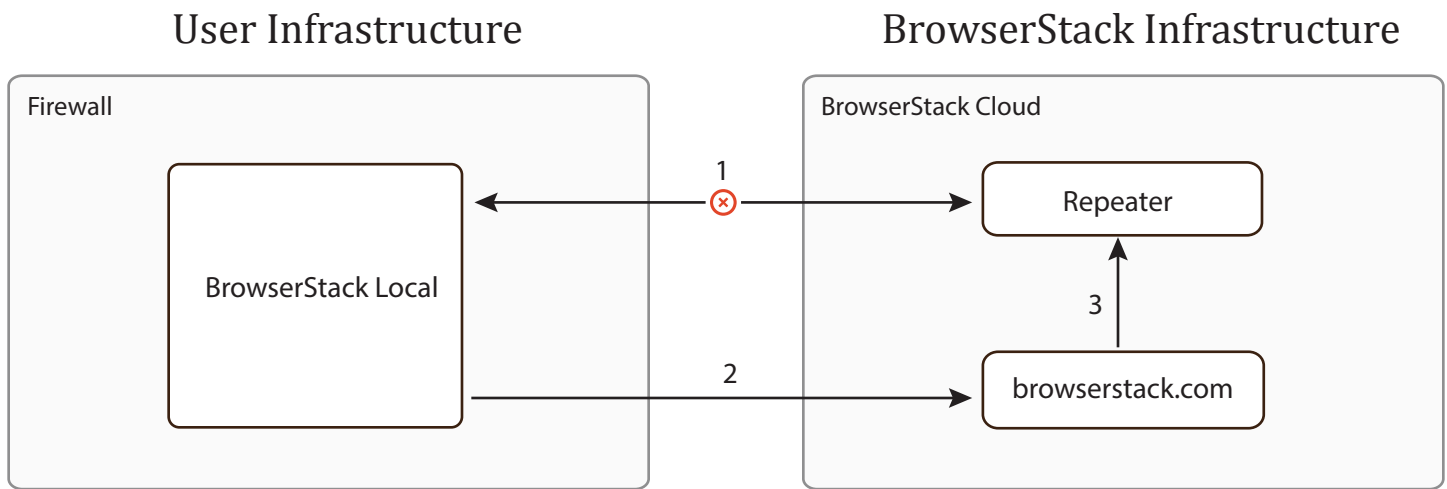 User Infrastructure
BrowserStack Infrastructure
Firewall
BrowserStack Cloud
1
Repeater
BrowserStack Local
3
2
browserstack.com